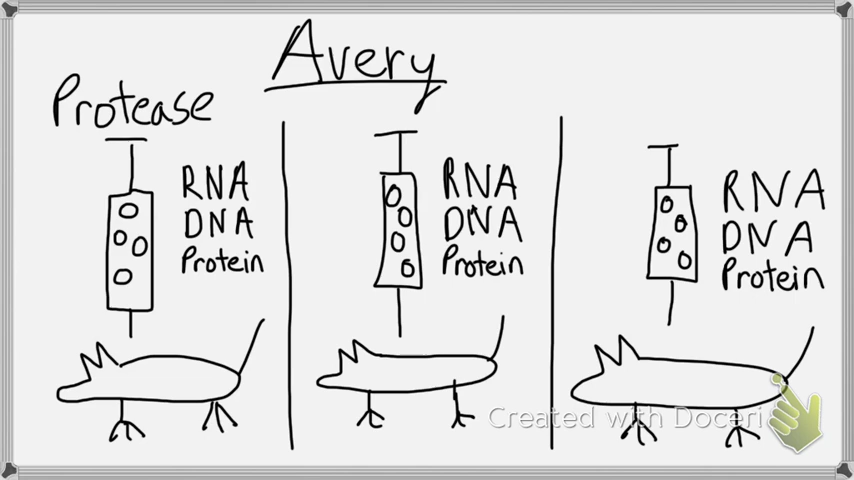 Avery
Protease
RNA
DNA
Protein
RNA
DNA
Protein
RNA
DNA
Protein
Created with Doceri